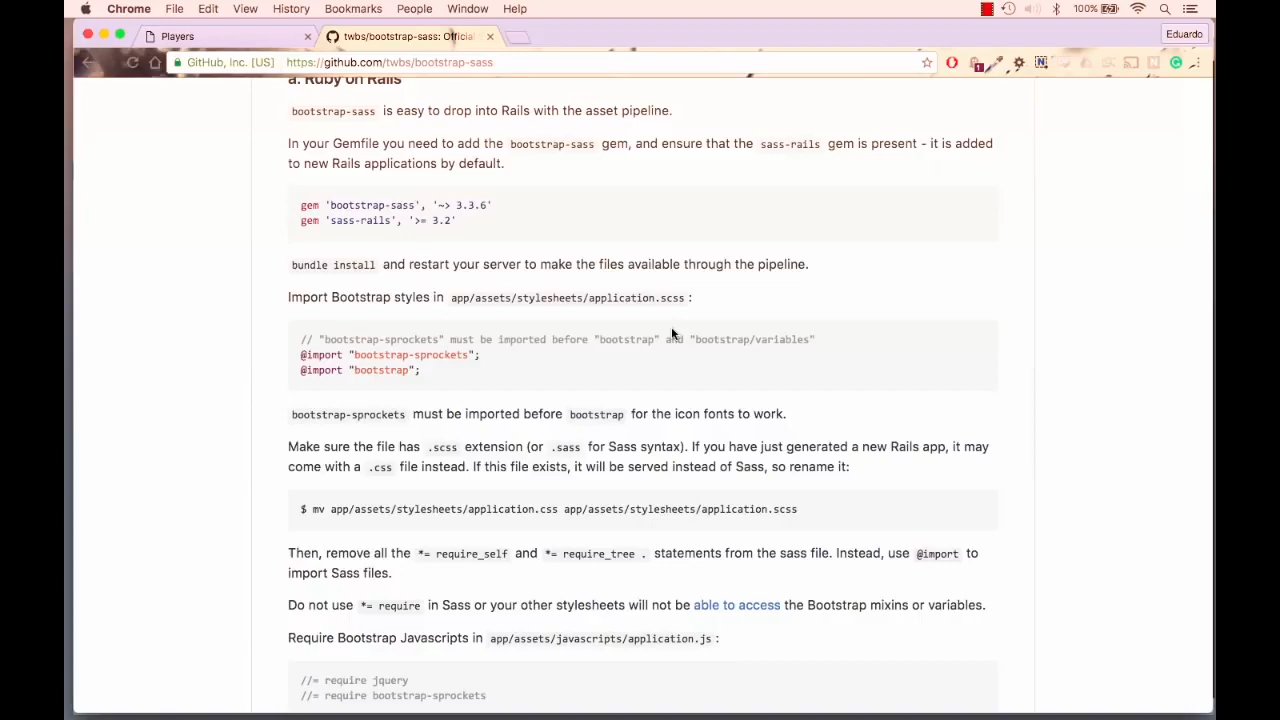 Chrome File Edit View History Bookmarks People Window Help 100%
Players
twbs/bootstrap-sass: Official
Eduardo
GitHub, Inc. [US] https://github.com/twbs/bootstrap-sass
a. Ruby on Rails
bootstrap-sass is easy to drop into Rails with the asset pipeline.
In your Gemfile you need to add the bootstrap-sass gem, and ensure that the sass-rails gem is present - it is added
to new Rails applications by default.
gem 'bootstrap-sass', '~> 3.3.6'
gem 'sass-rails', '>= 3.2'
bundle install and restart your server to make the files available through the pipeline.
Import Bootstrap styles in app/assets/stylesheets/application.scss :
// "bootstrap-sprockets" must be imported before "bootstrap" and "bootstrap/variables"
@import "bootstrap-sprockets";
@import "bootstrap";
bootstrap-sprockets must be imported before bootstrap for the icon fonts to work.
Make sure the file has .scss extension (or .sass for Sass syntax). If you have just generated a new Rails app, it may
come with a .css file instead. If this file exists, it will be served instead of Sass, so rename it:
$ mv app/assets/stylesheets/application.css app/assets/stylesheets/application.scss
Then, remove all the *= require_self and *= require_tree . statements from the sass file. Instead, use @import to
import Sass files.
Do not use *= require in Sass or your other stylesheets will not be able to access the Bootstrap mixins or variables.
Require Bootstrap Javascripts in app/assets/javascripts/application.js :
//= require jquery
//= require bootstrap-sprockets